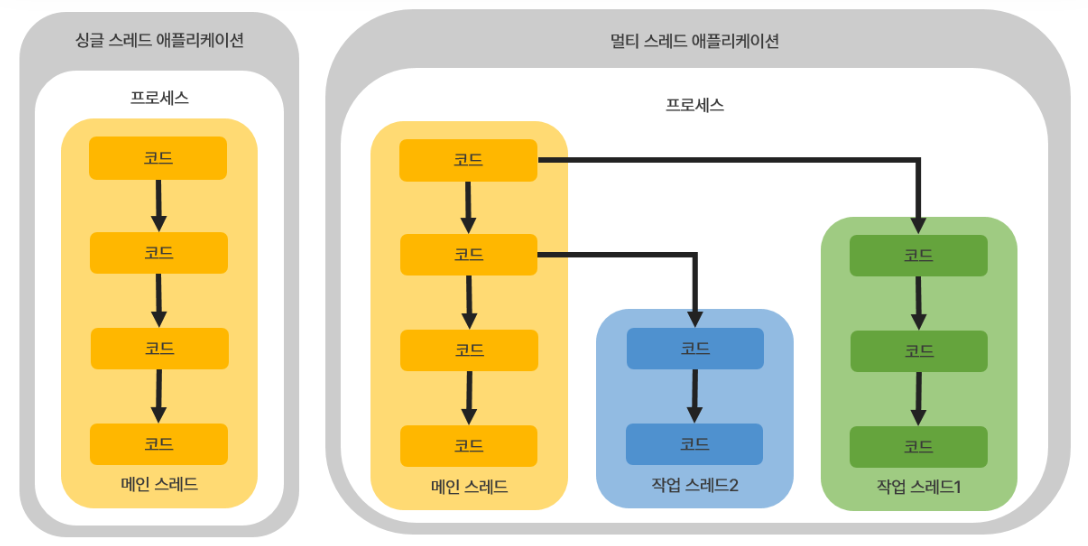 싱글 스레드 애플리케이션
프로세스
코드
코드
코드
코드
메인 스레드
멀티 스레드 애플리케이션
프로세스
코드
코드
코드
코드
메인 스레드
코드
코드
작업 스레드2
코드
코드
코드
작업 스레드1